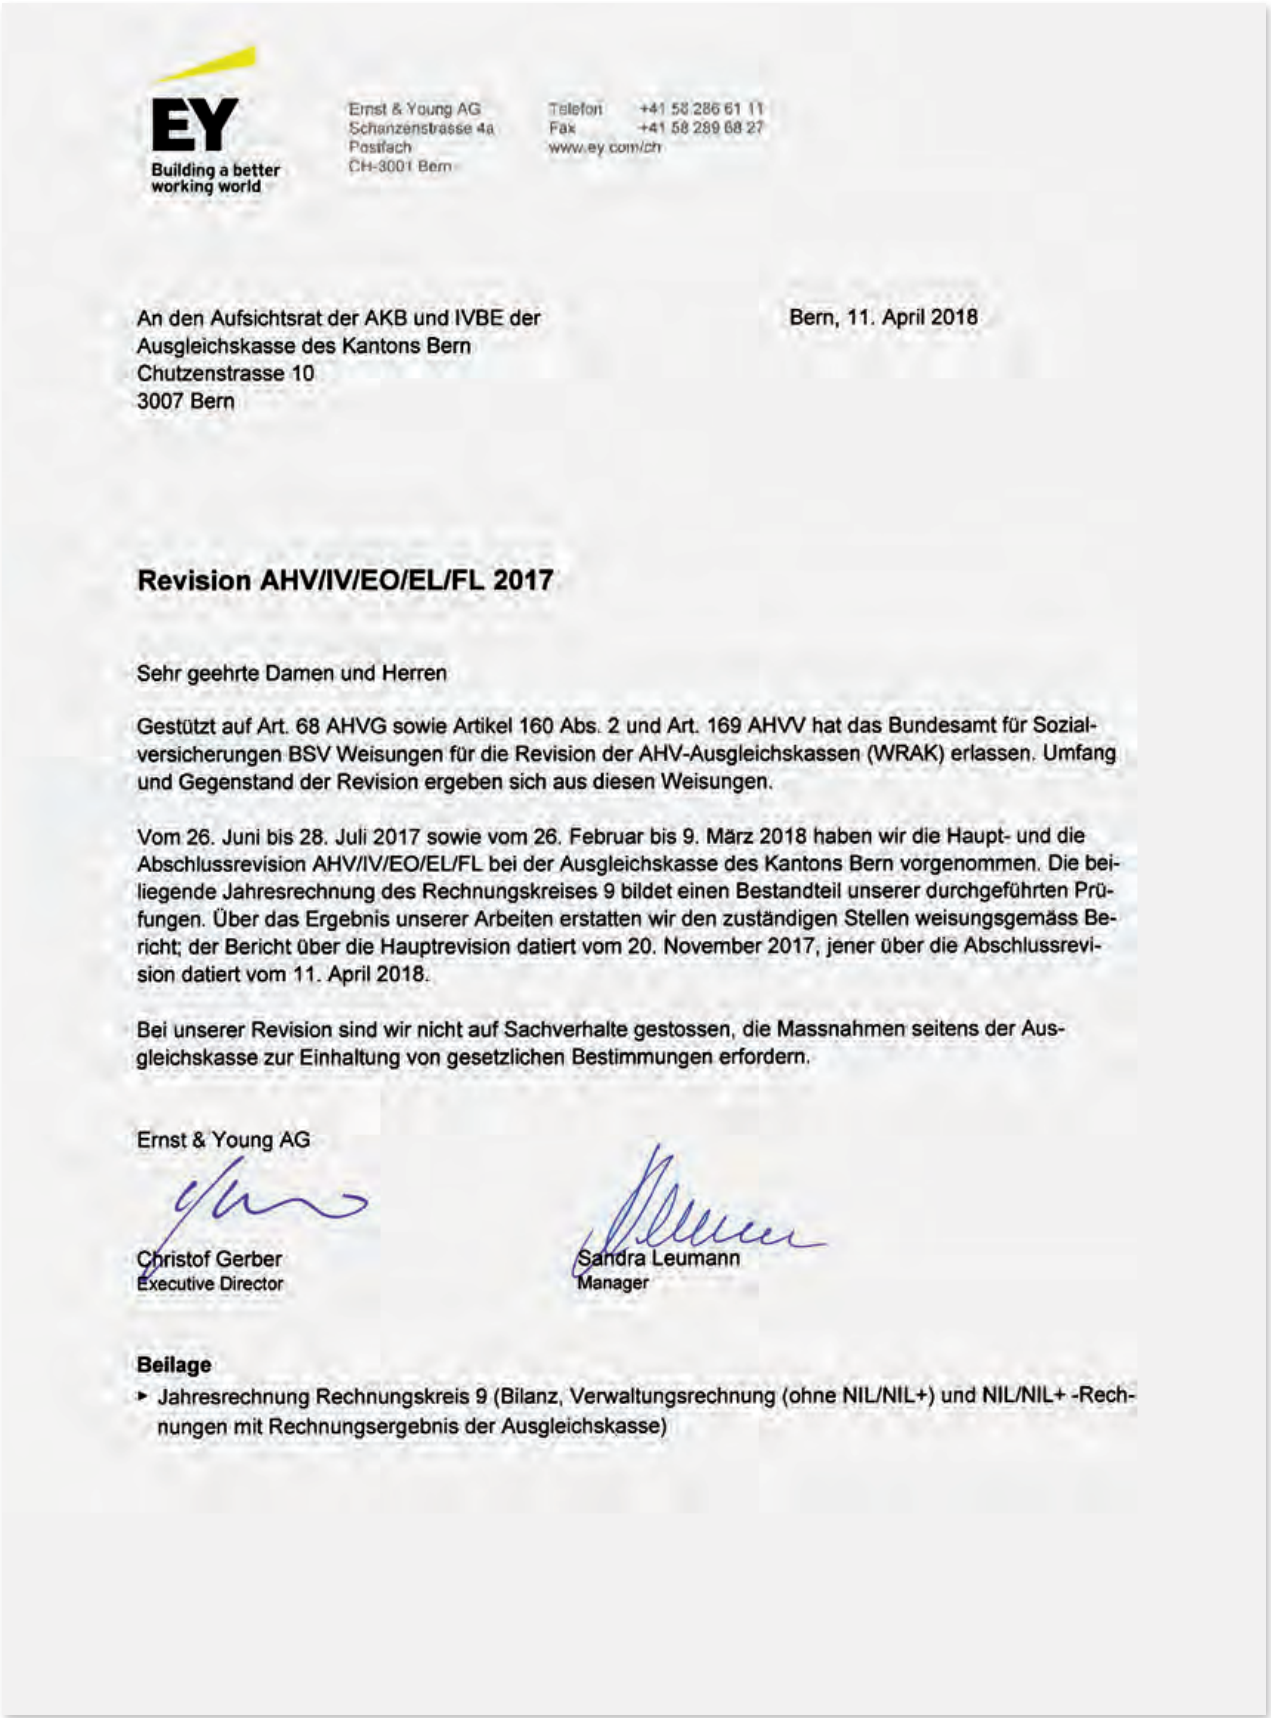 EY
Building a better
working world
Ernst & Young AG
Schanzenstrasse 4a
Postfach
CH-3001 Bern
Telefon +41 58 286 61 11
Fax +41 58 289 68 27
www.ey.com/ch
An den Aufsichtsrat der AKB und IVBE der
Ausgleichskasse des Kantons Bern
Chutzenstrasse 10
3007 Bern
Bern, 11. April 2018
Revision AHV/IV/EO/EL/FL 2017
Sehr geehrte Damen und Herren
Gestützt auf Art. 68 AHVG sowie Artikel 160 Abs. 2 und Art. 169 AHVV hat das Bundesamt für Sozial-
versicherungen BSV Weisungen für die Revision der AHV-Ausgleichskassen (WRAK) erlassen. Umfang
und Gegenstand der Revision ergeben sich aus diesen Weisungen.
Vom 26. Juni bis 28. Juli 2017 sowie vom 26. Februar bis 9. März 2018 haben wir die Haupt- und die
Abschlussrevision AHV/IV/EO/EL/FL bei der Ausgleichskasse des Kantons Bern vorgenommen. Die bei-
liegende Jahresrechnung des Rechnungskreises 9 bildet einen Bestandteil unserer durchgeführten Prü-
fungen. Über das Ergebnis unserer Arbeiten erstatten wir den zuständigen Stellen weisungsgemäss Be-
richt; der Bericht über die Hauptrevision datiert vom 20. November 2017, jener über die Abschlussrevi-
sion datiert vom 11. April 2018.
Bei unserer Revision sind wir nicht auf Sachverhalte gestossen, die Massnahmen seitens der Aus-
gleichskasse zur Einhaltung von gesetzlichen Bestimmungen erfordern.
Ernst & Young AG
Christof Gerber
Executive Director
Sandra Leumann
Manager
Beilage
► Jahresrechnung Rechnungskreis 9 (Bilanz, Verwaltungsrechnung (ohne NIL/NIL+) und NIL/NIL+ -Rech-
nungen mit Rechnungsergebnis der Ausgleichskasse)